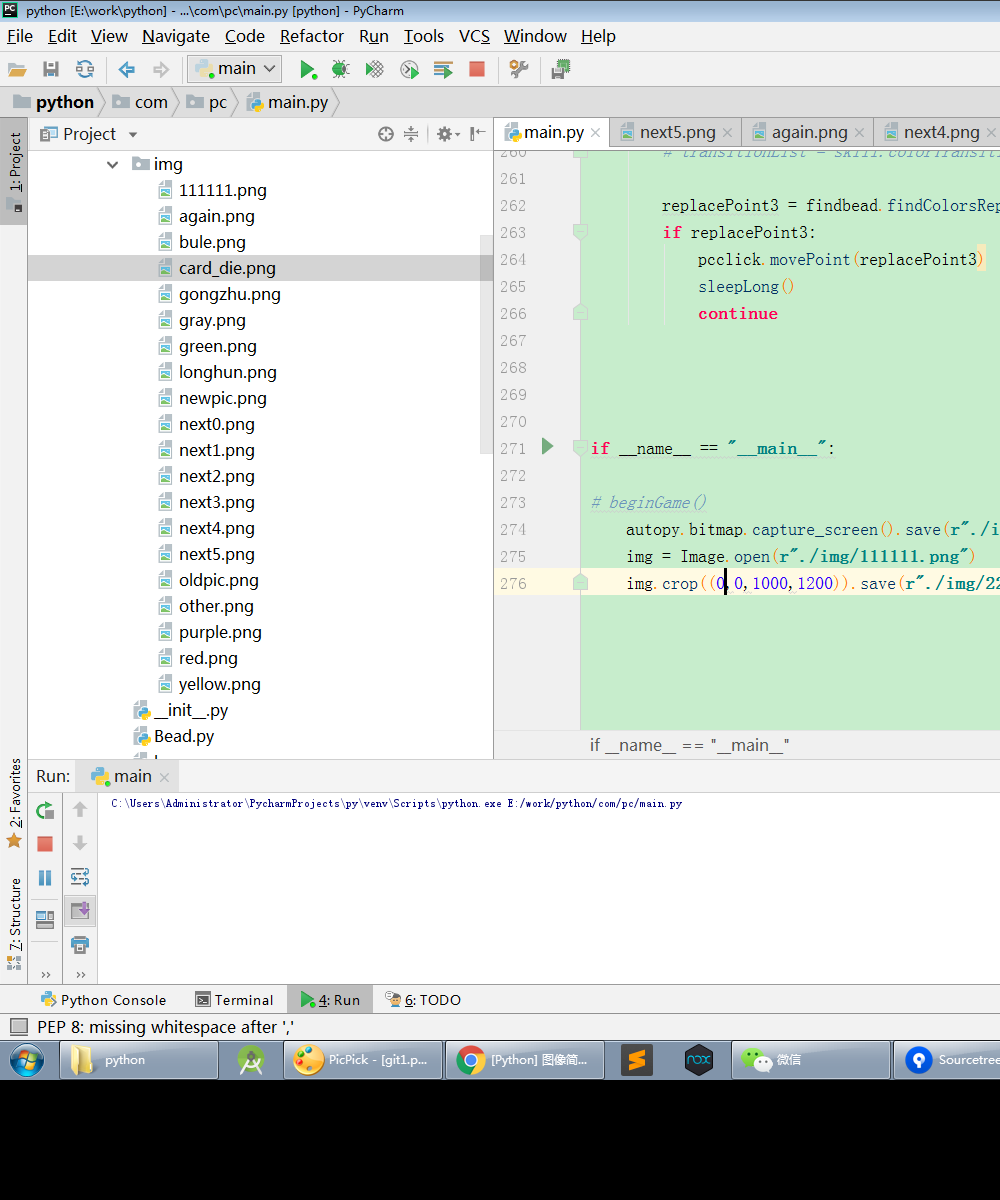 python [E:\work\python] - ...\com\pc\main.py [python] - PyCharm
File Edit View Navigate Code Refactor Run Tools VCS Window Help
main
python com pc main.py
Project
main.py next5.png again.png next4.png
1: Project
img
111111.png
again.png
bule.png
card_die.png
gongzhu.png
gray.png
green.png
longhun.png
newpic.png
next0.png
next1.png
next2.png
next3.png
next4.png
next5.png
oldpic.png
other.png
purple.png
red.png
yellow.png
__init__.py
Bead.py
260 # transitionList = skill.colorTransiti
261
262 replacePoint3 = findbead.findColorsRep
263 if replacePoint3:
264 pcclick.movePoint(replacePoint3)
265 sleepLong()
266 continue
267
268
269
270
271 if __name__ == "__main__":
272
273 # beginGame()
274 autopy.bitmap.capture_screen().save(r"./i
275 img = Image.open(r"./img/111111.png")
276 img.crop((0,0,1000,1200)).save(r"./img/22
if __name__ == "__main__"
2: Favorites
7: Structure
Run: main
C:\Users\Administrator\PycharmProjects\py\venv\Scripts\python.exe E:/work/python/com/pc/main.py
Python Console Terminal 4: Run 6: TODO
PEP 8: missing whitespace after ','
python PicPick - [git1.p... [Python] 图像简... nox 微信 Sourcetree